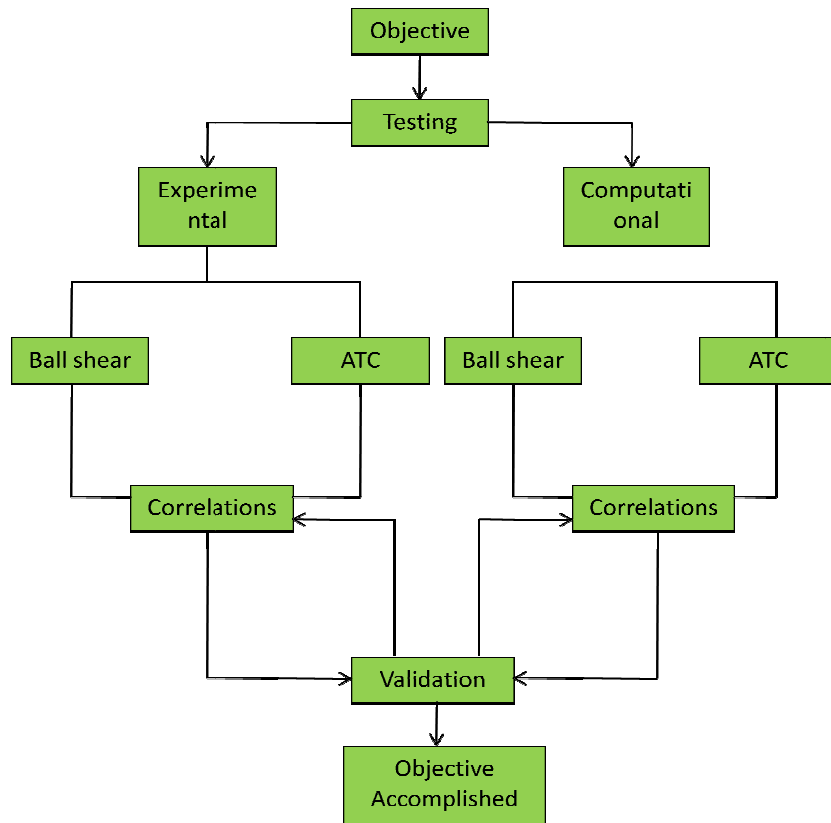 Objective
Testing
Experime
ntal
Computati
onal
Ball shear
ATC
Ball shear
ATC
Correlations
Correlations
Validation
Objective
Accomplished